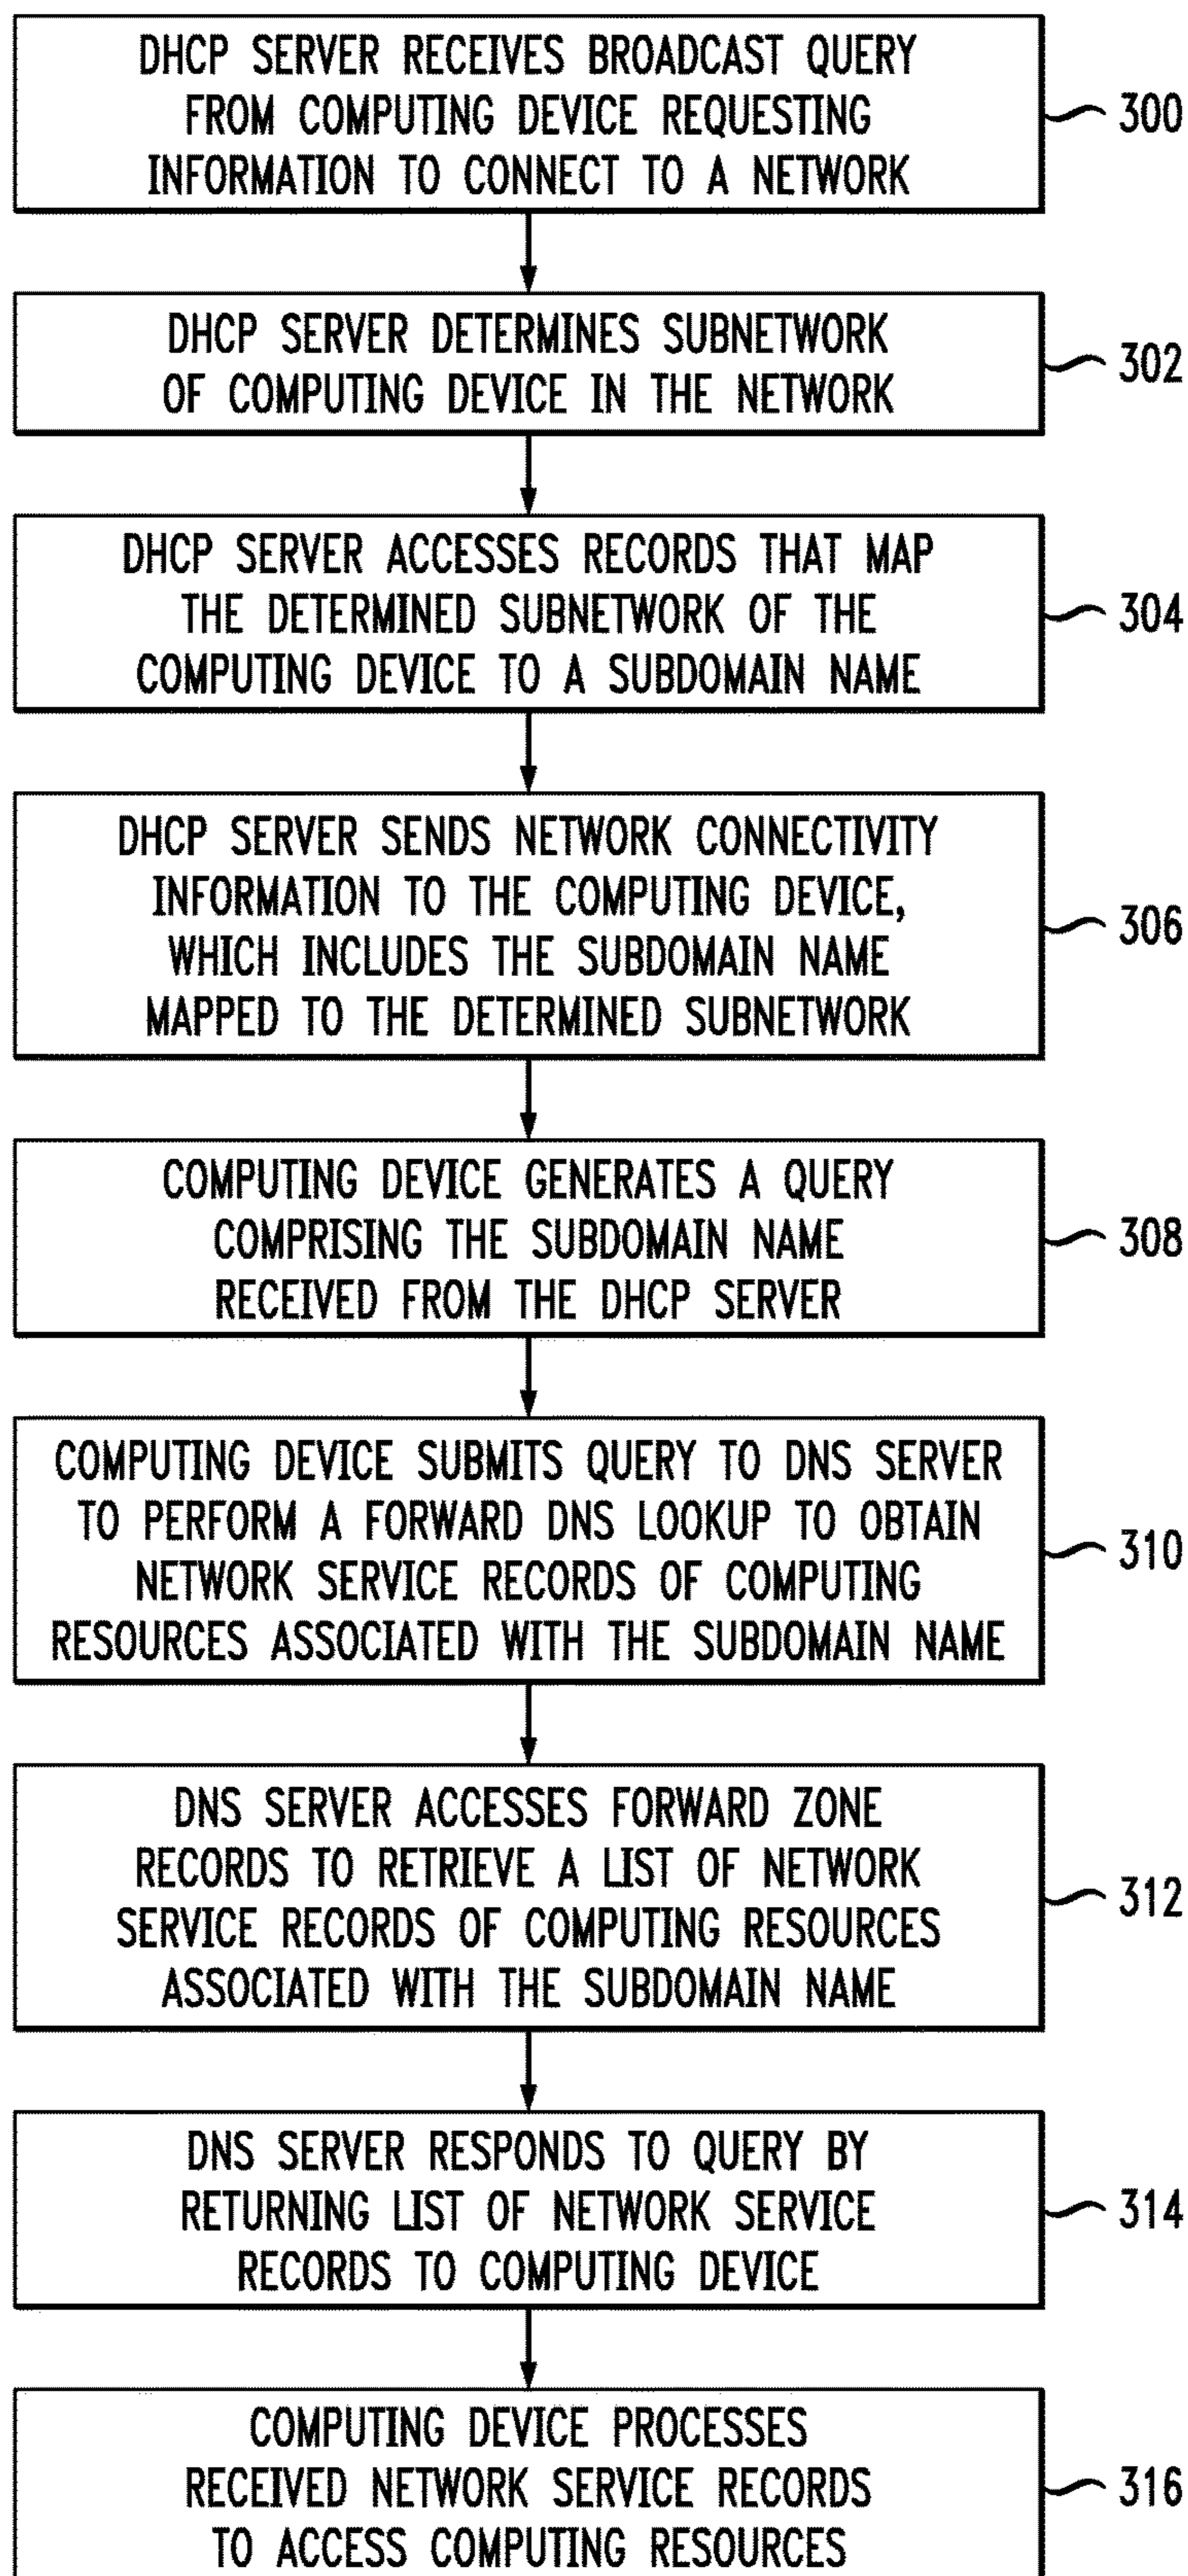 DHCP SERVER RECEIVES BROADCAST QUERY
FROM COMPUTING DEVICE REQUESTING
INFORMATION TO CONNECT TO A NETWORK
300
DHCP SERVER DETERMINES SUBNETWORK
OF COMPUTING DEVICE IN THE NETWORK
302
DHCP SERVER ACCESSES RECORDS THAT MAP
THE DETERMINED SUBNETWORK OF THE
COMPUTING DEVICE TO A SUBDOMAIN NAME
304
DHCP SERVER SENDS NETWORK CONNECTIVITY
INFORMATION TO THE COMPUTING DEVICE,
WHICH INCLUDES THE SUBDOMAIN NAME
MAPPED TO THE DETERMINED SUBNETWORK
306
COMPUTING DEVICE GENERATES A QUERY
COMPRISING THE SUBDOMAIN NAME
RECEIVED FROM THE DHCP SERVER
308
COMPUTING DEVICE SUBMITS QUERY TO DNS SERVER
TO PERFORM A FORWARD DNS LOOKUP TO OBTAIN
NETWORK SERVICE RECORDS OF COMPUTING
RESOURCES ASSOCIATED WITH THE SUBDOMAIN NAME
310
DNS SERVER ACCESSES FORWARD ZONE
RECORDS TO RETRIEVE A LIST OF NETWORK
SERVICE RECORDS OF COMPUTING RESOURCES
ASSOCIATED WITH THE SUBDOMAIN NAME
312
DNS SERVER RESPONDS TO QUERY BY
RETURNING LIST OF NETWORK SERVICE
RECORDS TO COMPUTING DEVICE
314
COMPUTING DEVICE PROCESSES
RECEIVED NETWORK SERVICE RECORDS
TO ACCESS COMPUTING RESOURCES
316